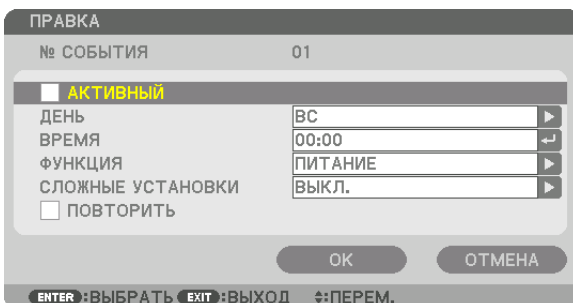 ПРАВКА
№ СОБЫТИЯ 01
АКТИВНЫЙ
ДЕНЬ ВС
ВРЕМЯ 00:00
ФУНКЦИЯ ПИТАНИЕ
СЛОЖНЫЕ УСТАНОВКИ ВЫКЛ.
ПОВТОРИТЬ
ОК ОТМЕНА
ENTER :ВЫБРАТЬ EXIT :ВЫХОД :ПЕРЕМ.